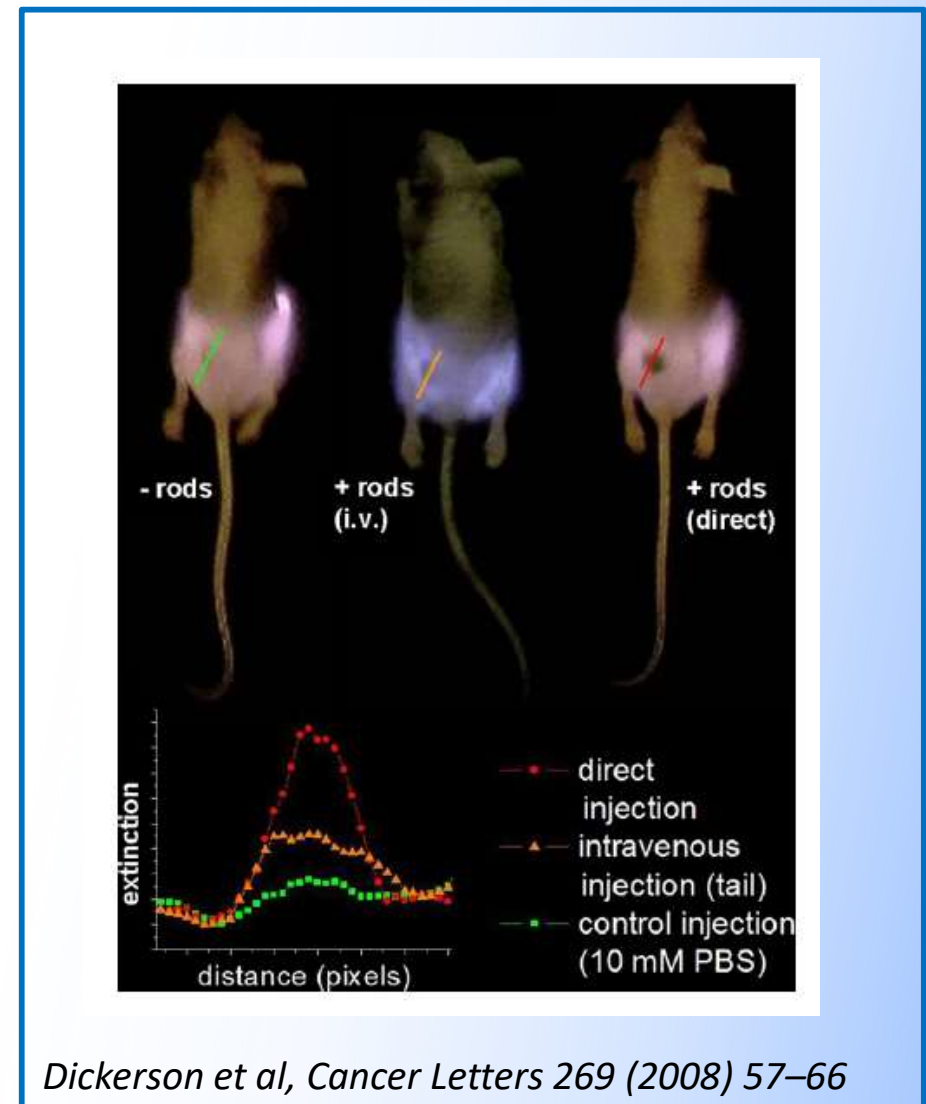 - rods
+ rods
(i.v.)
+ rods
(direct)
extinction
distance (pixels)
direct
injection
intravenous
injection (tail)
control injection
(10 mM PBS)
Dickerson et al, Cancer Letters 269 (2008) 57–66